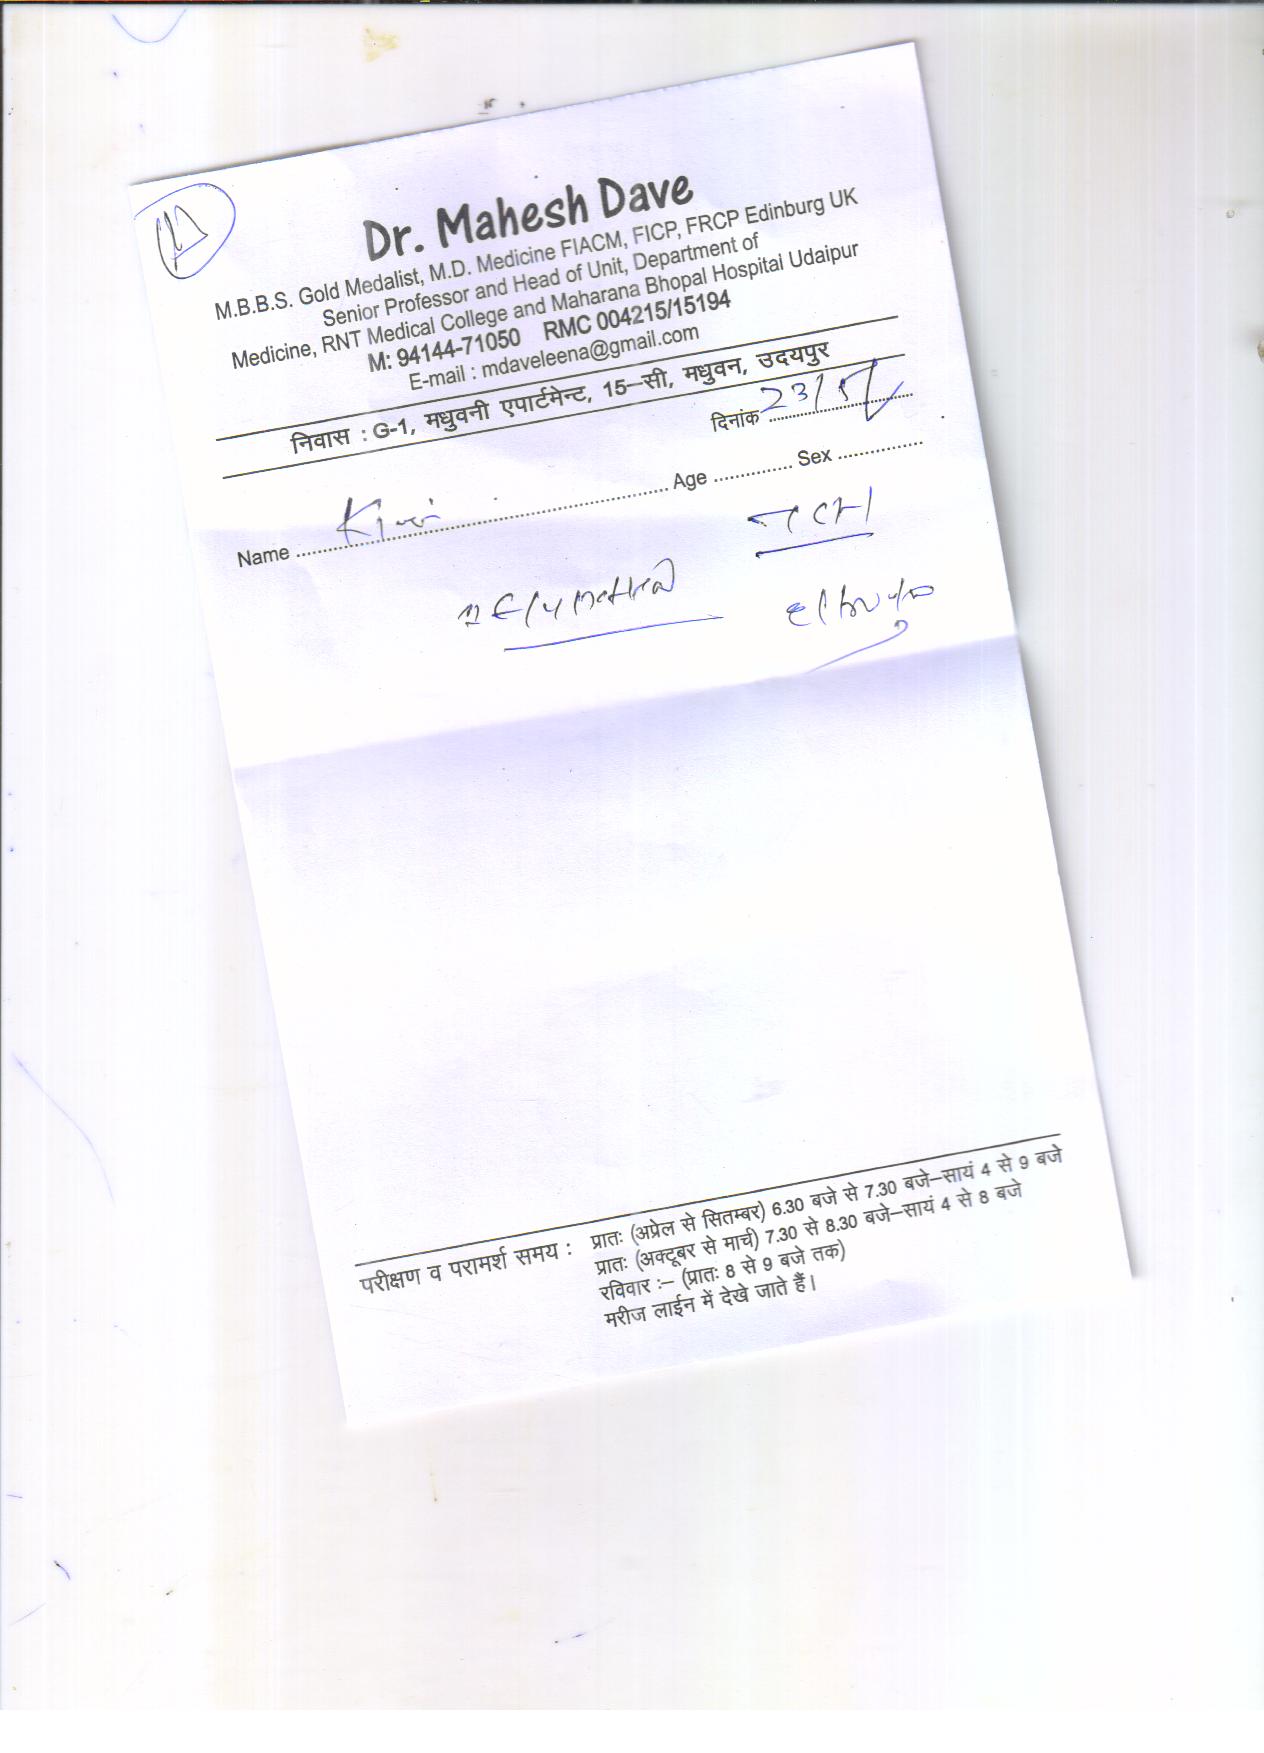 Dr. Mahesh Dave
M.B.B.S. Gold Medalist, M.D. Medicine FIACM, FICP, FRCP Edinburg UK
Senior Professor and Head of Unit, Department of
Medicine, RNT Medical College and Maharana Bhopal Hospital Udaipur
M: 94144-71050 RMC 004215/15194
E-mail : mdaveleena@gmail.com
निवास : G-1, मधुवनी एपार्टमेन्ट, 15–सी, मधुवन, उदयपुर
दिनांक 23/
Name Age Sex
परीक्षण व परामर्श समय : प्रातः (अप्रेल से सितम्बर) 6.30 बजे से 7.30 बजे–सायं 4 से 9 बजे
प्रातः (अक्टूबर से मार्च) 7.30 से 8.30 बजे–सायं 4 से 8 बजे
रविवार :– (प्रातः 8 से 9 बजे तक)
मरीज लाईन में देखे जाते हैं।